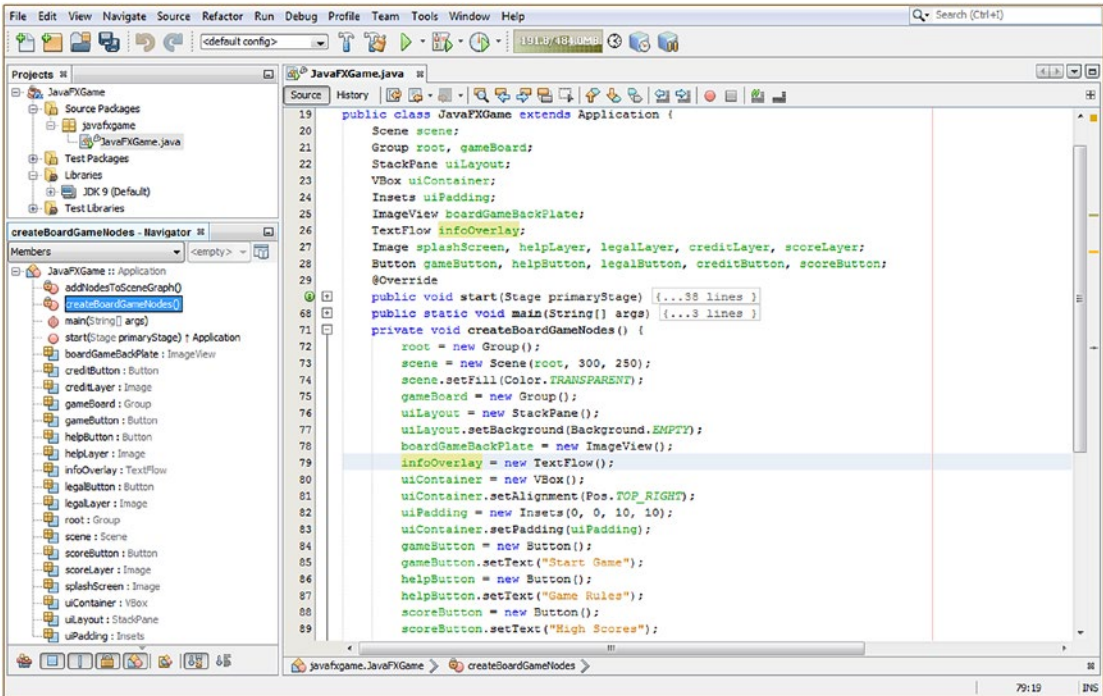 File Edit View Navigate Source Refactor Run Debug Profile Team Tools Window Help
Search (Ctrl+I)
<default config>
191.8/484.0MB
Projects
JavaFXGame
Source Packages
javafxgame
JavaFXGame.java
Test Packages
Libraries
JDK 9 (Default)
Test Libraries
createBoardGameNodes - Navigator
Members
<empty>
JavaFXGame :: Application
addNodesToSceneGraph()
createBoardGameNodes()
main(String[] args)
start(Stage primaryStage) ↑ Application
boardGameBackPlate : ImageView
creditButton : Button
creditLayer : Image
gameBoard : Group
gameButton : Button
helpButton : Button
helpLayer : Image
infoOverlay : TextFlow
legalButton : Button
legalLayer : Image
root : Group
scene : Scene
scoreButton : Button
scoreLayer : Image
splashScreen : Image
uiContainer : VBox
uiLayout : StackPane
uiPadding : Insets
JavaFXGame.java
Source History
19 public class JavaFXGame extends Application {
20 Scene scene;
21 Group root, gameBoard;
22 StackPane uiLayout;
23 VBox uiContainer;
24 Insets uiPadding;
25 ImageView boardGameBackPlate;
26 TextFlow infoOverlay;
27 Image splashScreen, helpLayer, legalLayer, creditLayer, scoreLayer;
28 Button gameButton, helpButton, legalButton, creditButton, scoreButton;
29 @Override
public void start(Stage primaryStage) {...38 lines }
68 public static void main(String[] args) {...3 lines }
71 private void createBoardGameNodes() {
72 root = new Group();
73 scene = new Scene(root, 300, 250);
74 scene.setFill(Color.TRANSPARENT);
75 gameBoard = new Group();
76 uiLayout = new StackPane();
77 uiLayout.setBackground(Background.EMPTY);
78 boardGameBackPlate = new ImageView();
79 infoOverlay = new TextFlow();
80 uiContainer = new VBox();
81 uiContainer.setAlignment(Pos.TOP_RIGHT);
82 uiPadding = new Insets(0, 0, 10, 10);
83 uiContainer.setPadding(uiPadding);
84 gameButton = new Button();
85 gameButton.setText("Start Game");
86 helpButton = new Button();
87 helpButton.setText("Game Rules");
88 scoreButton = new Button();
89 scoreButton.setText("High Scores");
javafxgame.JavaFXGame createBoardGameNodes
79:19 INS